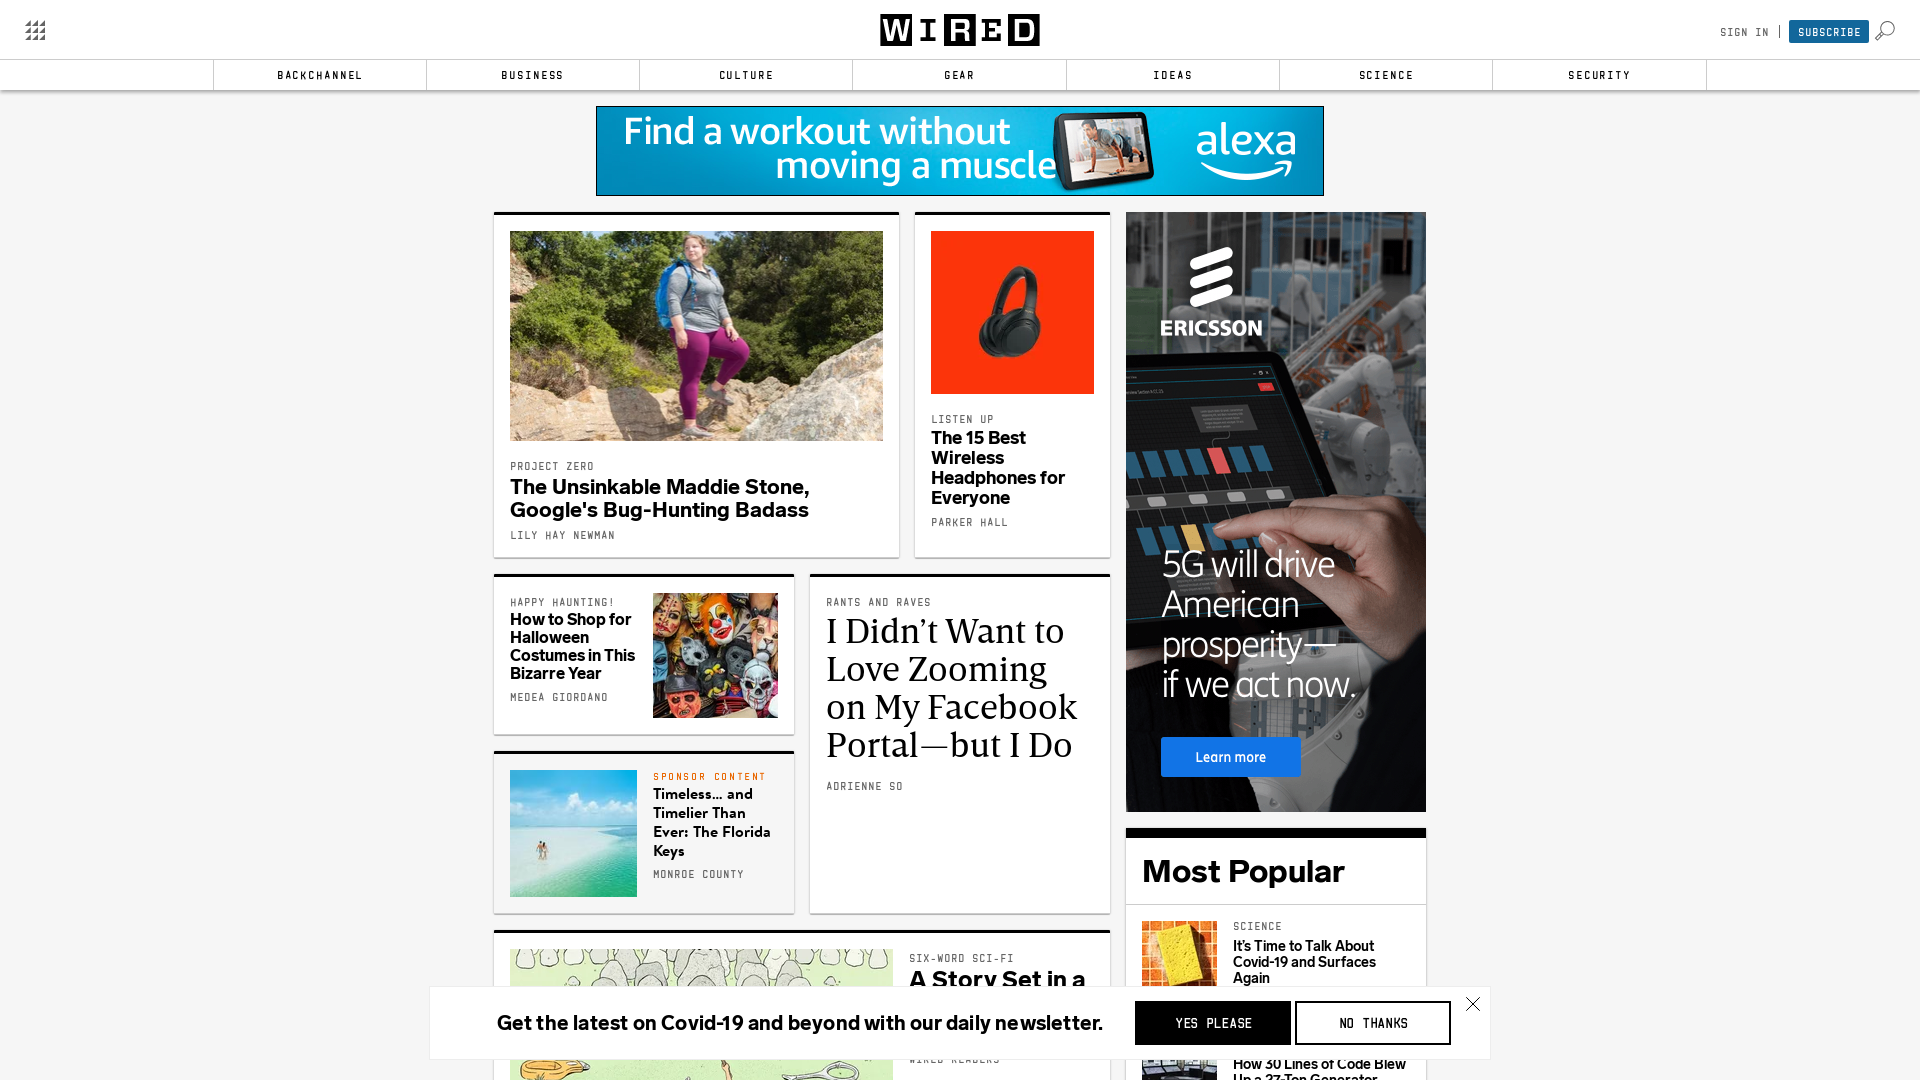 WIRED
SIGN IN
SUBSCRIBE
BACKCHANNEL
BUSINESS
CULTURE
GEAR
IDEAS
SCIENCE
SECURITY
Find a workout without
moving a muscle
alexa
PROJECT ZERO
The Unsinkable Maddie Stone,
Google's Bug-Hunting Badass
LILY HAY NEWMAN
LISTEN UP
The 15 Best
Wireless
Headphones for
Everyone
PARKER HALL
ERICSSON
5G will drive
American
prosperity—
if we act now.
Learn more
HAPPY HAUNTING!
How to Shop for
Halloween
Costumes in This
Bizarre Year
MEDEA GIORDANO
RANTS AND RAVES
I Didn’t Want to
Love Zooming
on My Facebook
Portal—but I Do
ADRIENNE SO
SPONSOR CONTENT
Timeless... and
Timelier Than
Ever: The Florida
Keys
MONROE COUNTY
Most Popular
SCIENCE
It’s Time to Talk About
Covid-19 and Surfaces
Again
SIX-WORD SCI-FI
A Story Set in a
Get the latest on Covid-19 and beyond with our daily newsletter.
YES PLEASE
NO THANKS
WIRED READERS
How 30 Lines of Code Blew
Up a 27-Ton Generator